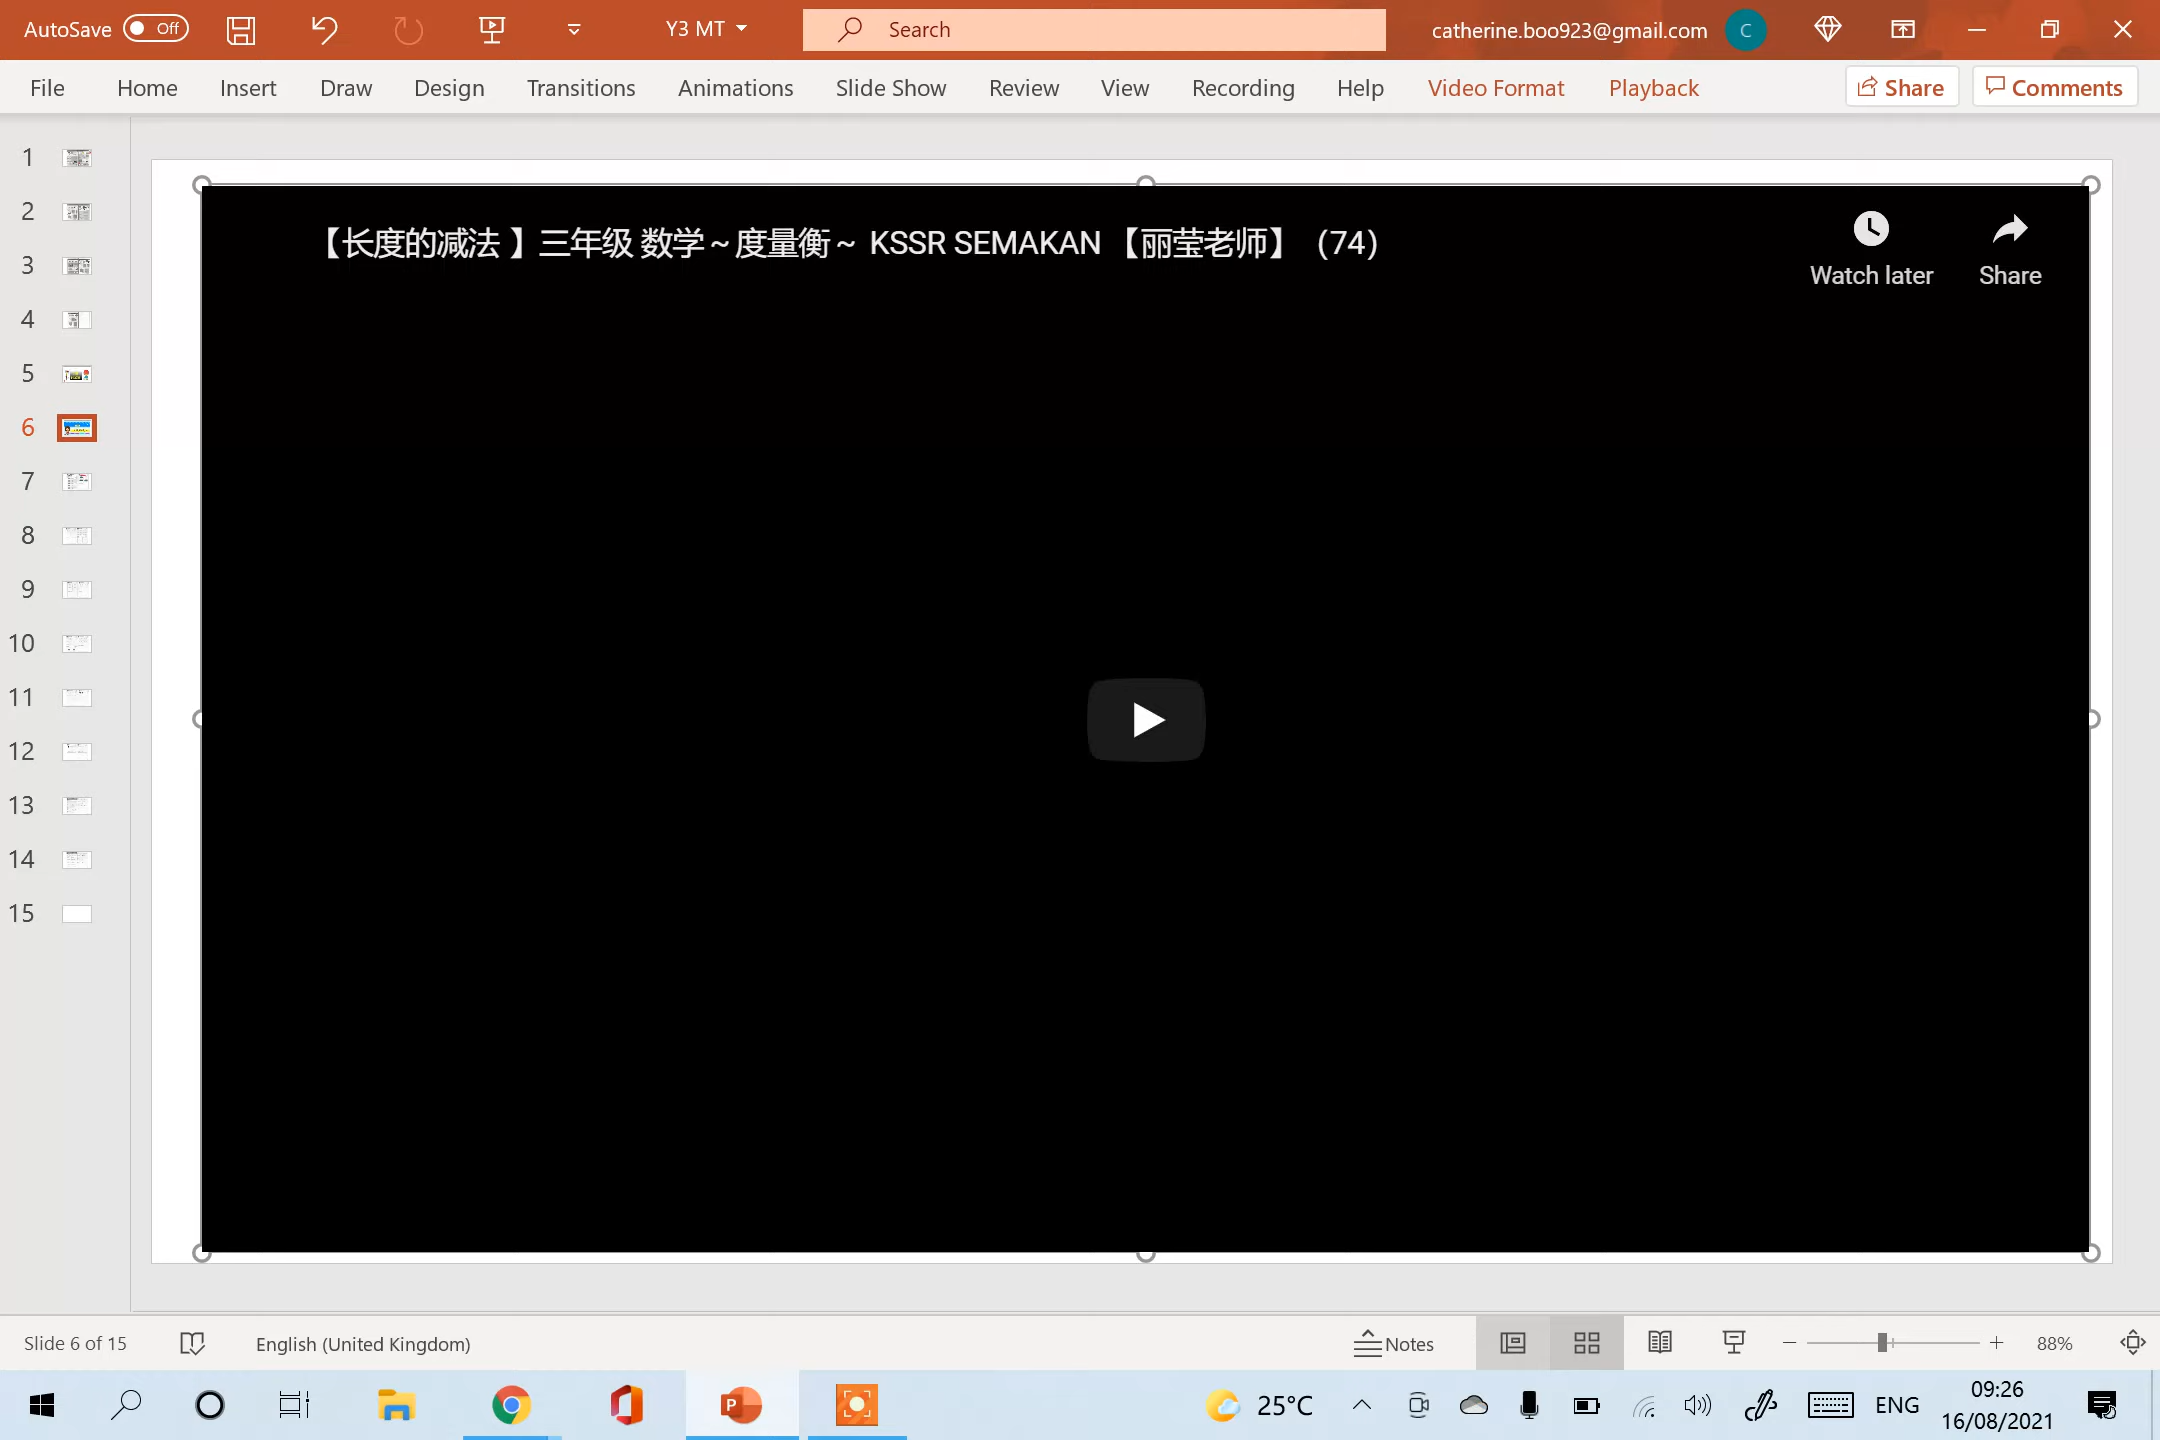 AutoSave Off Y3 MT Search catherine.boo923@gmail.com C
File Home Insert Draw Design Transitions Animations Slide Show Review View Recording Help Video Format Playback Share Comments
1
2
3
4
5
6
7
8
9
10
11
12
13
14
15
【长度的减法 】三年级 数学～度量衡～ KSSR SEMAKAN 【丽莹老师】（74）
Watch later Share
Slide 6 of 15 English (United Kingdom) Notes 88%
25°C ENG 09:26
16/08/2021